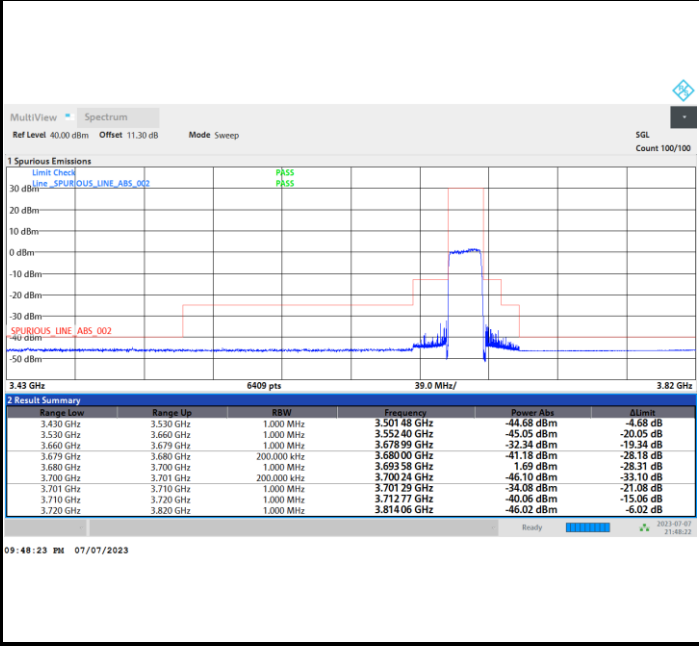 MultiView Spectrum
Ref Level 40.00 dBm Offset 11.30 dB Mode Sweep SGL
Count 100/100
1 Spurious Emissions
Limit Check PASS
Line _SPURIOUS_LINE_ABS_002 PASS
30 dBm
20 dBm
10 dBm
0 dBm
-10 dBm
-20 dBm
-30 dBm
_SPURIOUS_LINE_ABS_002
-40 dBm
-50 dBm
3.43 GHz 6409 pts 39.0 MHz/ 3.82 GHz
2 Result Summary
Range Low Range Up RBW Frequency Power Abs ΔLimit
3.430 GHz 3.530 GHz 1.000 MHz 3.501 48 GHz -44.68 dBm -4.68 dB
3.530 GHz 3.660 GHz 1.000 MHz 3.552 40 GHz -45.05 dBm -20.05 dB
3.660 GHz 3.679 GHz 1.000 MHz 3.678 99 GHz -32.34 dBm -19.34 dB
3.679 GHz 3.680 GHz 200.000 kHz 3.680 00 GHz -41.18 dBm -28.18 dB
3.680 GHz 3.700 GHz 1.000 MHz 3.693 58 GHz 1.69 dBm -28.31 dB
3.700 GHz 3.701 GHz 200.000 kHz 3.700 24 GHz -46.10 dBm -33.10 dB
3.701 GHz 3.710 GHz 1.000 MHz 3.701 29 GHz -34.08 dBm -21.08 dB
3.710 GHz 3.720 GHz 1.000 MHz 3.712 77 GHz -40.06 dBm -15.06 dB
3.720 GHz 3.820 GHz 1.000 MHz 3.814 06 GHz -46.02 dBm -6.02 dB
Ready 2023-07-07
21:48:22
09:48:23 PM 07/07/2023